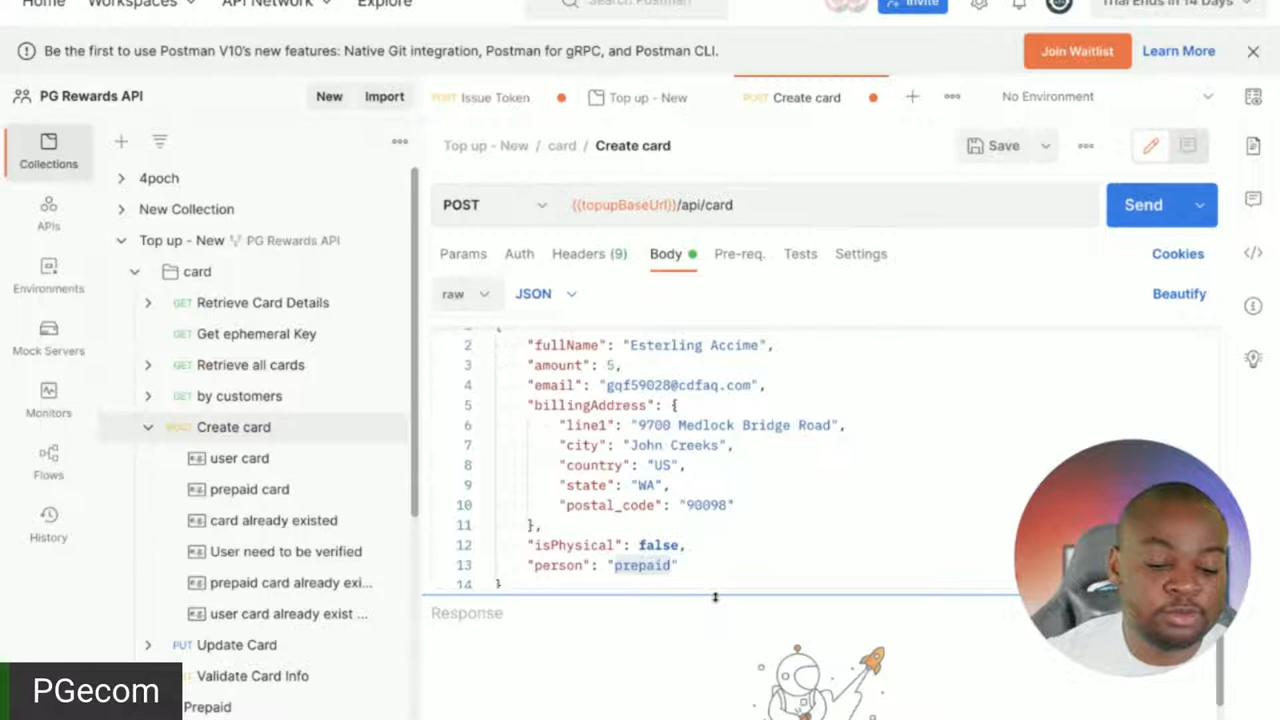 Home Workspaces API Network Explore Search Postman Invite Trial Ends in 14 Days
Be the first to use Postman V10's new features: Native Git integration, Postman for gRPC, and Postman CLI. Join Waitlist Learn More
PG Rewards API New Import
POST Issue Token Top up - New POST Create card No Environment
Collections
APIs
Environments
Mock Servers
Monitors
Flows
History
4poch
New Collection
Top up - New PG Rewards API
card
GET Retrieve Card Details
GET Get ephemeral Key
GET Retrieve all cards
GET by customers
POST Create card
e.g. user card
e.g. prepaid card
e.g. card already existed
e.g. User need to be verified
e.g. prepaid card already exi...
e.g. user card already exist ...
PUT Update Card
Validate Card Info
Prepaid
Top up - New / card / Create card Save
POST {{topupBaseUrl}}/api/card Send
Params Auth Headers (9) Body Pre-req. Tests Settings Cookies
raw JSON Beautify
2 "fullName": "Esterling Accime",
3 "amount": 5,
4 "email": "gqf59028@cdfaq.com",
5 "billingAddress": {
6 "line1": "9700 Medlock Bridge Road",
7 "city": "John Creeks",
8 "country": "US",
9 "state": "WA",
10 "postal_code": "90098"
11 },
12 "isPhysical": false,
13 "person": "prepaid"
14 }
Response
PGecom